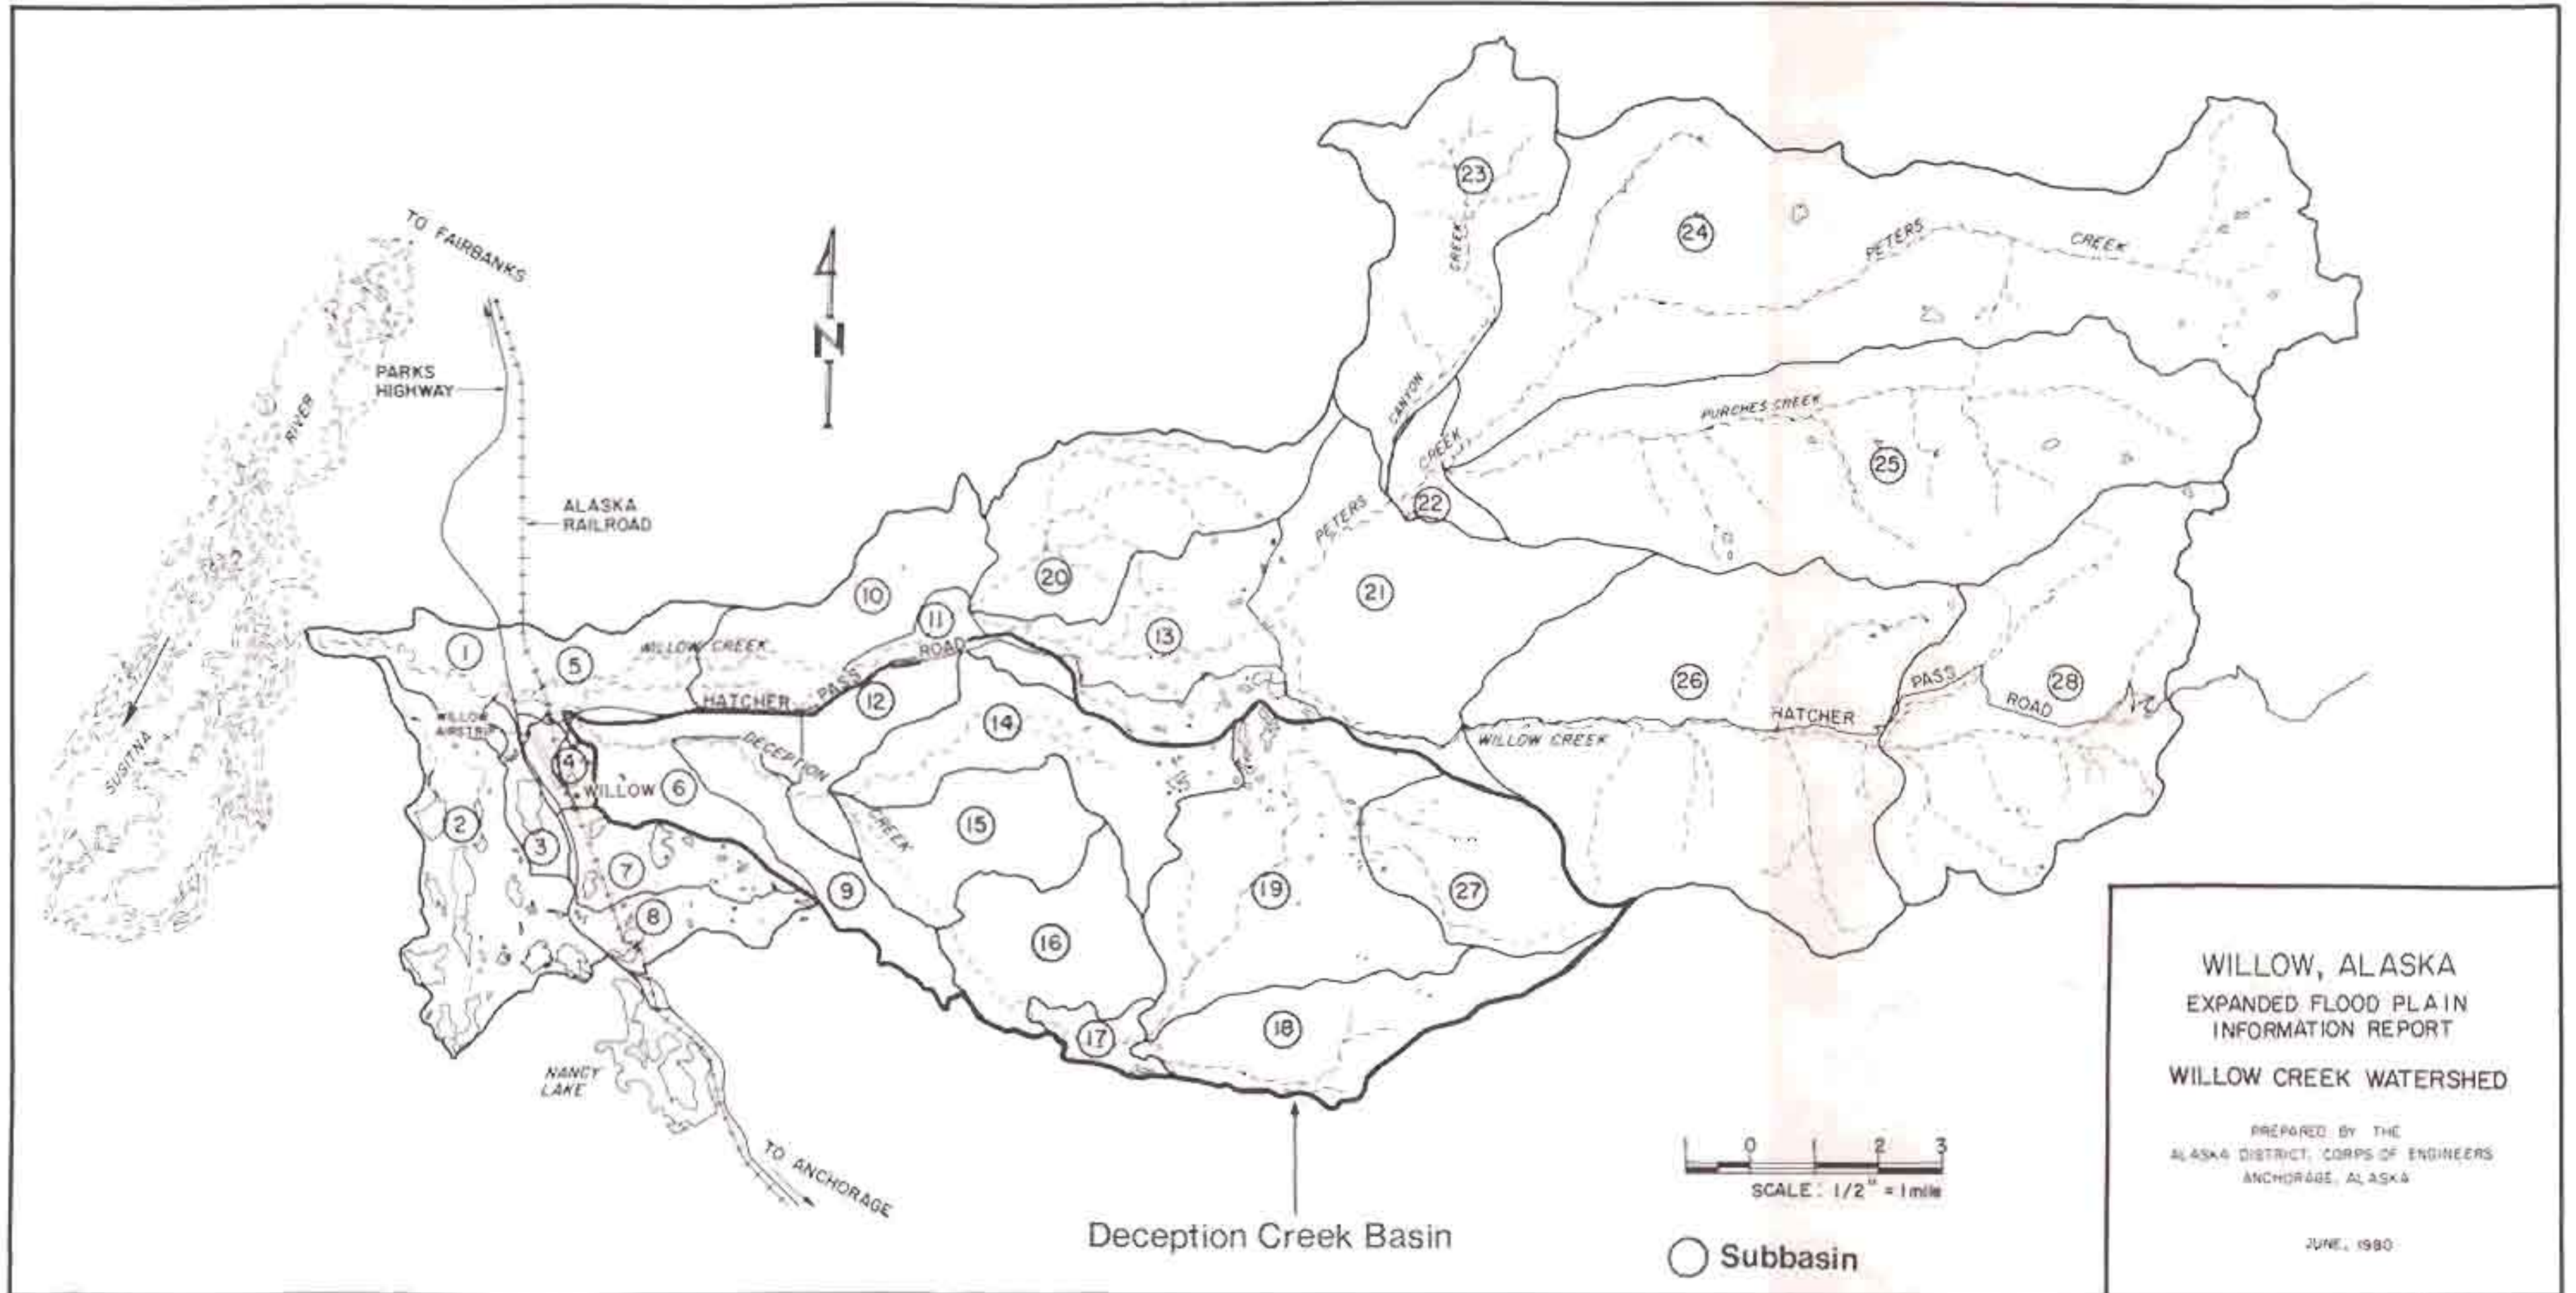 TO FAIRBANKS
PARKS
HIGHWAY
RIVER
SUSITNA
ALASKA
RAILROAD
N
23
CREEK
CANYON
24
PETERS
CREEK
PURCHES CREEK
25
CREEK
22
PETERS
21
20
10
11
13
1
5
WILLOW CREEK
ROAD
HATCHER
PASS
12
14
WILLOW
AIRSTRIP
4
WILLOW
6
DECEPTION
CREEK
2
3
7
8
9
15
16
17
18
19
27
26
WILLOW CREEK
HATCHER
PASS
ROAD
28
NANCY
LAKE
TO ANCHORAGE
Deception Creek Basin
1 0 1 2 3
SCALE: 1/2" = 1 mile
Subbasin
WILLOW, ALASKA
EXPANDED FLOOD PLAIN
INFORMATION REPORT
WILLOW CREEK WATERSHED
PREPARED BY THE
ALASKA DISTRICT, CORPS OF ENGINEERS
ANCHORAGE, ALASKA
JUNE, 1980